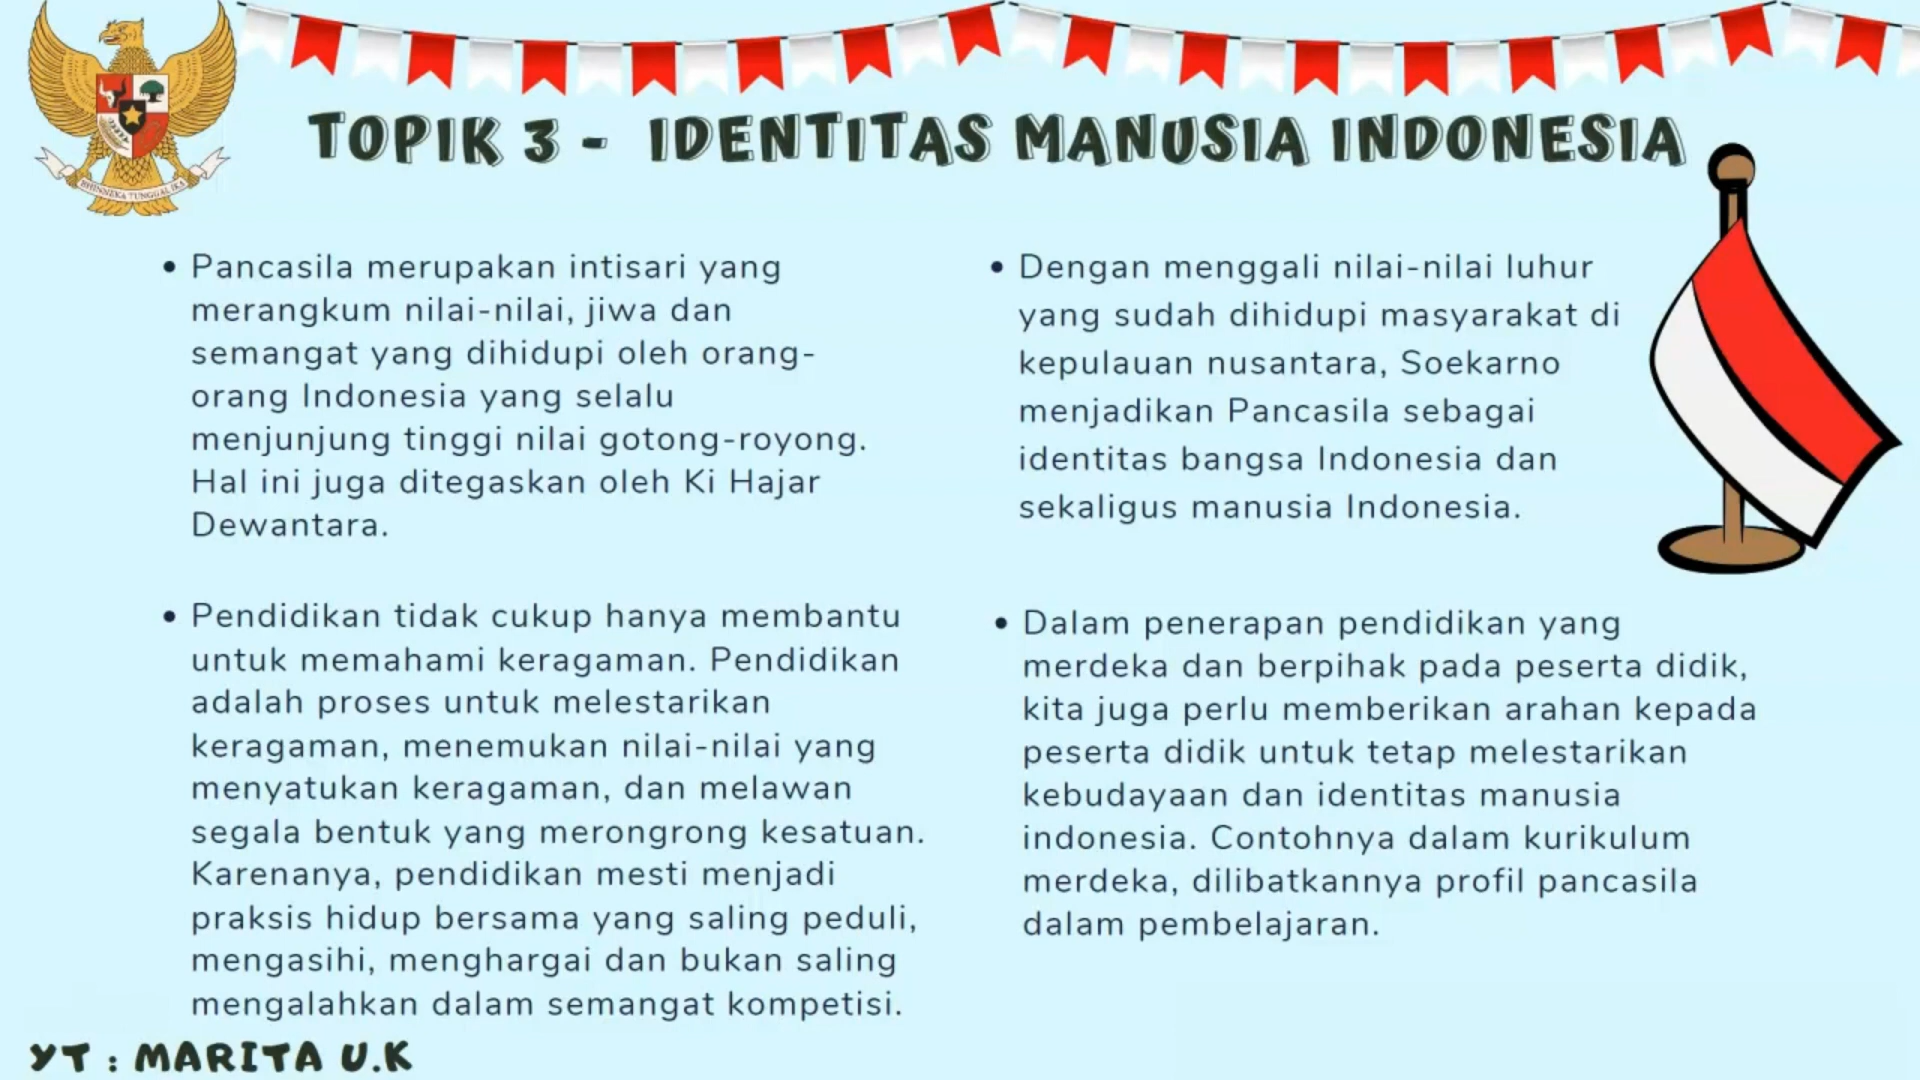 BHINNEKA TUNGGAL IKA
TOPIK 3 - IDENTITAS MANUSIA INDONESIA
• Pancasila merupakan intisari yang
merangkum nilai-nilai, jiwa dan
semangat yang dihidupi oleh orang-
orang Indonesia yang selalu
menjunjung tinggi nilai gotong-royong.
Hal ini juga ditegaskan oleh Ki Hajar
Dewantara.
• Pendidikan tidak cukup hanya membantu
untuk memahami keragaman. Pendidikan
adalah proses untuk melestarikan
keragaman, menemukan nilai-nilai yang
menyatukan keragaman, dan melawan
segala bentuk yang merongrong kesatuan.
Karenanya, pendidikan mesti menjadi
praksis hidup bersama yang saling peduli,
mengasihi, menghargai dan bukan saling
mengalahkan dalam semangat kompetisi.
• Dengan menggali nilai-nilai luhur
yang sudah dihidupi masyarakat di
kepulauan nusantara, Soekarno
menjadikan Pancasila sebagai
identitas bangsa Indonesia dan
sekaligus manusia Indonesia.
• Dalam penerapan pendidikan yang
merdeka dan berpihak pada peserta didik,
kita juga perlu memberikan arahan kepada
peserta didik untuk tetap melestarikan
kebudayaan dan identitas manusia
indonesia. Contohnya dalam kurikulum
merdeka, dilibatkannya profil pancasila
dalam pembelajaran.
YT : MARITA U.K